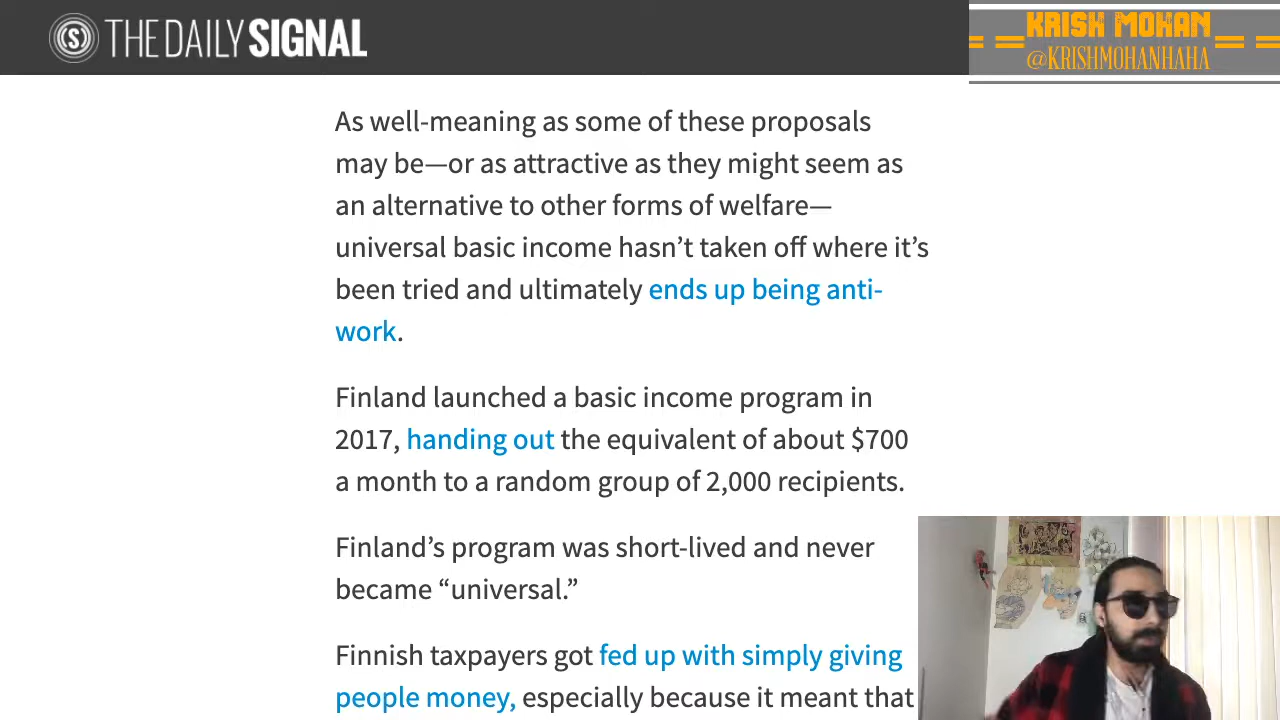 THE DAILY SIGNAL
KRISH MOHAN
@KRISHMOHANHAHA
As well-meaning as some of these proposals
may be—or as attractive as they might seem as
an alternative to other forms of welfare—
universal basic income hasn’t taken off where it’s
been tried and ultimately ends up being anti-
work.
Finland launched a basic income program in
2017, handing out the equivalent of about $700
a month to a random group of 2,000 recipients.
Finland’s program was short-lived and never
became “universal.”
Finnish taxpayers got fed up with simply giving
people money, especially because it meant that